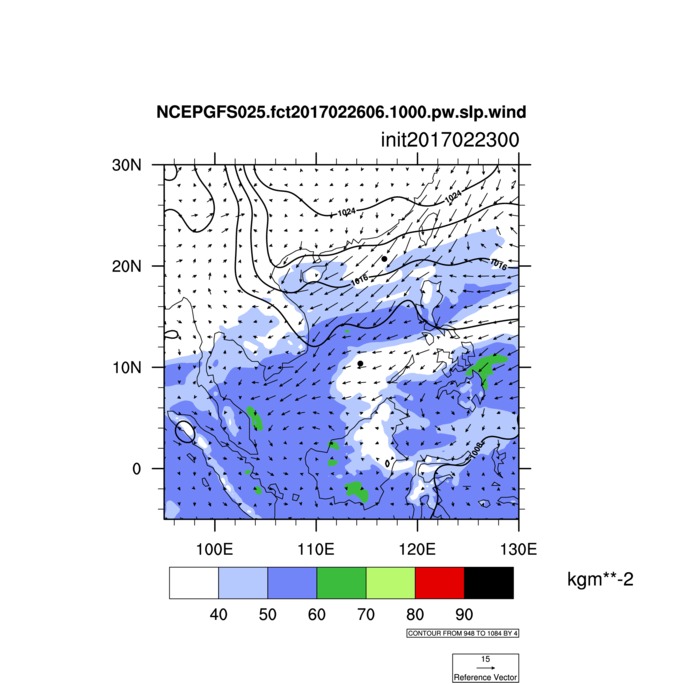 NCEPGFS025.fct2017022606.1000.pw.slp.wind
init2017022300
30N
1024
1024
20N
1016
1016
10N
1008
0
0
100E 110E 120E 130E
kgm**-2
40 50 60 70 80 90
CONTOUR FROM 948 TO 1084 BY 4
15
Reference Vector